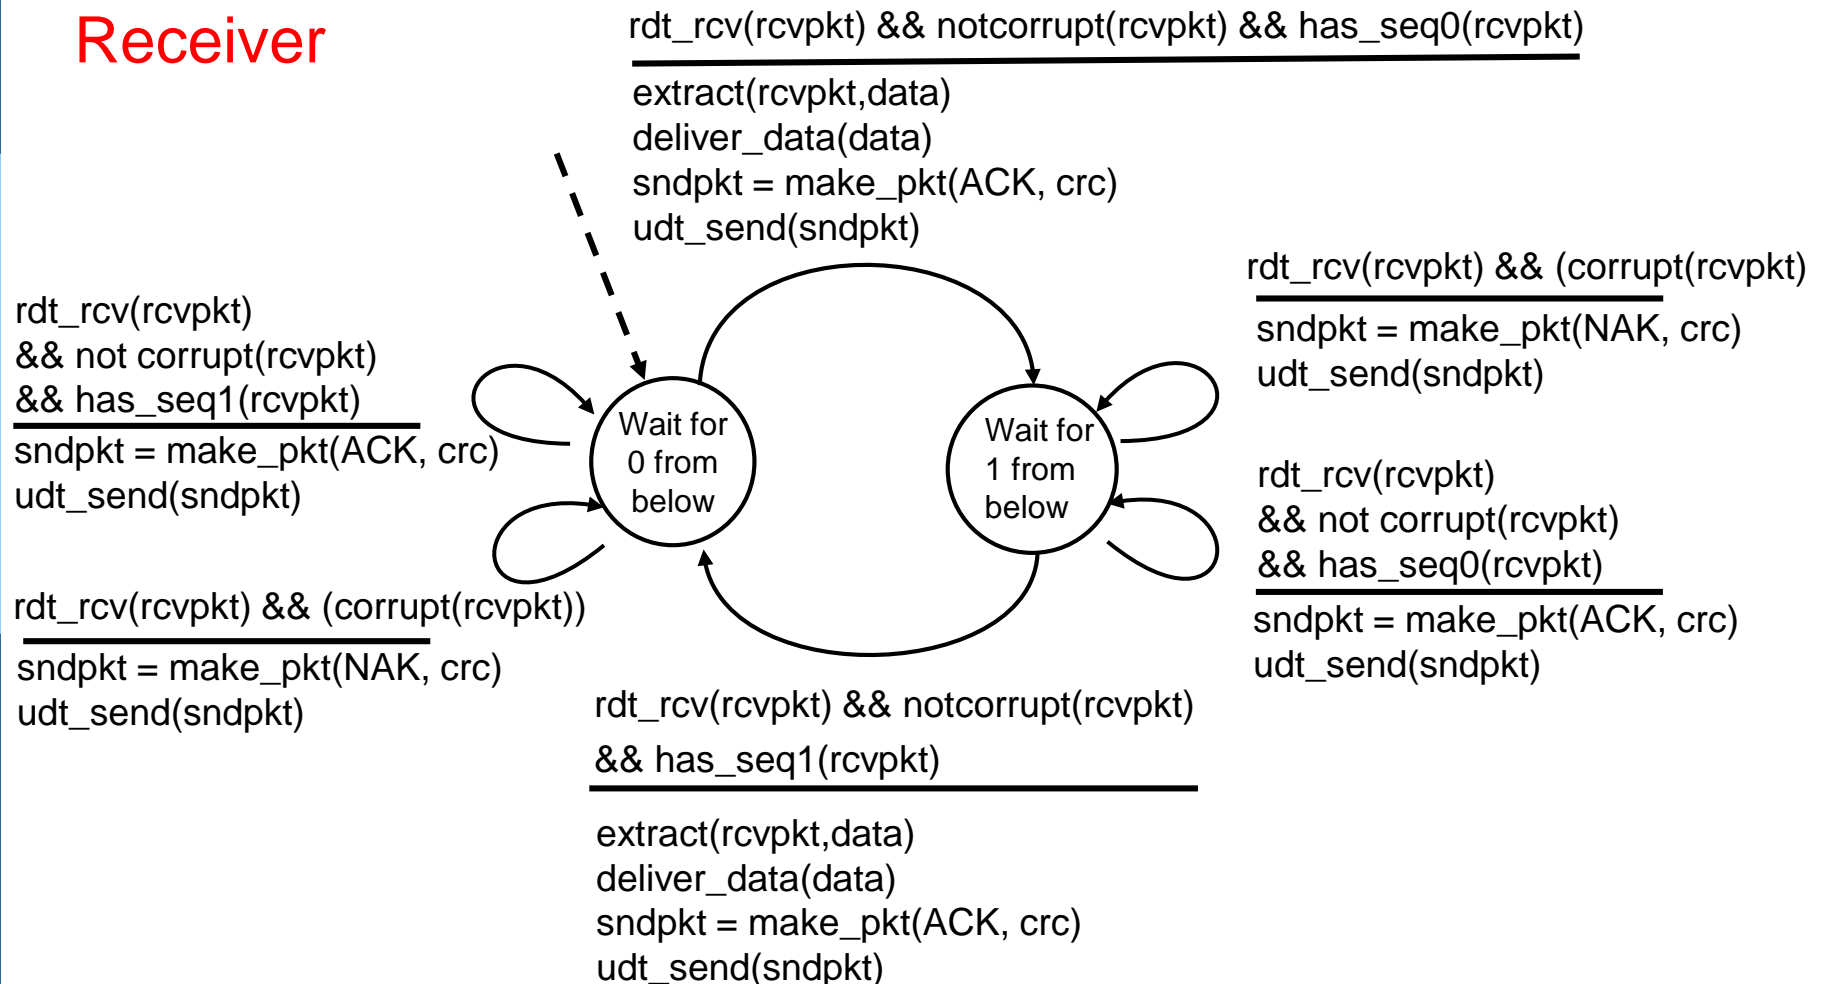 Receiver
rdt_rcv(rcvpkt) && notcorrupt(rcvpkt) && has_seq0(rcvpkt)
extract(rcvpkt,data)
deliver_data(data)
sndpkt = make_pkt(ACK, crc)
udt_send(sndpkt)
rdt_rcv(rcvpkt) && (corrupt(rcvpkt)
sndpkt = make_pkt(NAK, crc)
udt_send(sndpkt)
rdt_rcv(rcvpkt)
&& not corrupt(rcvpkt)
&& has_seq1(rcvpkt)
sndpkt = make_pkt(ACK, crc)
udt_send(sndpkt)
Wait for
0 from
below
Wait for
1 from
below
rdt_rcv(rcvpkt)
&& not corrupt(rcvpkt)
&& has_seq0(rcvpkt)
sndpkt = make_pkt(ACK, crc)
udt_send(sndpkt)
rdt_rcv(rcvpkt) && (corrupt(rcvpkt))
sndpkt = make_pkt(NAK, crc)
udt_send(sndpkt)
rdt_rcv(rcvpkt) && notcorrupt(rcvpkt)
&& has_seq1(rcvpkt)
extract(rcvpkt,data)
deliver_data(data)
sndpkt = make_pkt(ACK, crc)
udt_send(sndpkt)